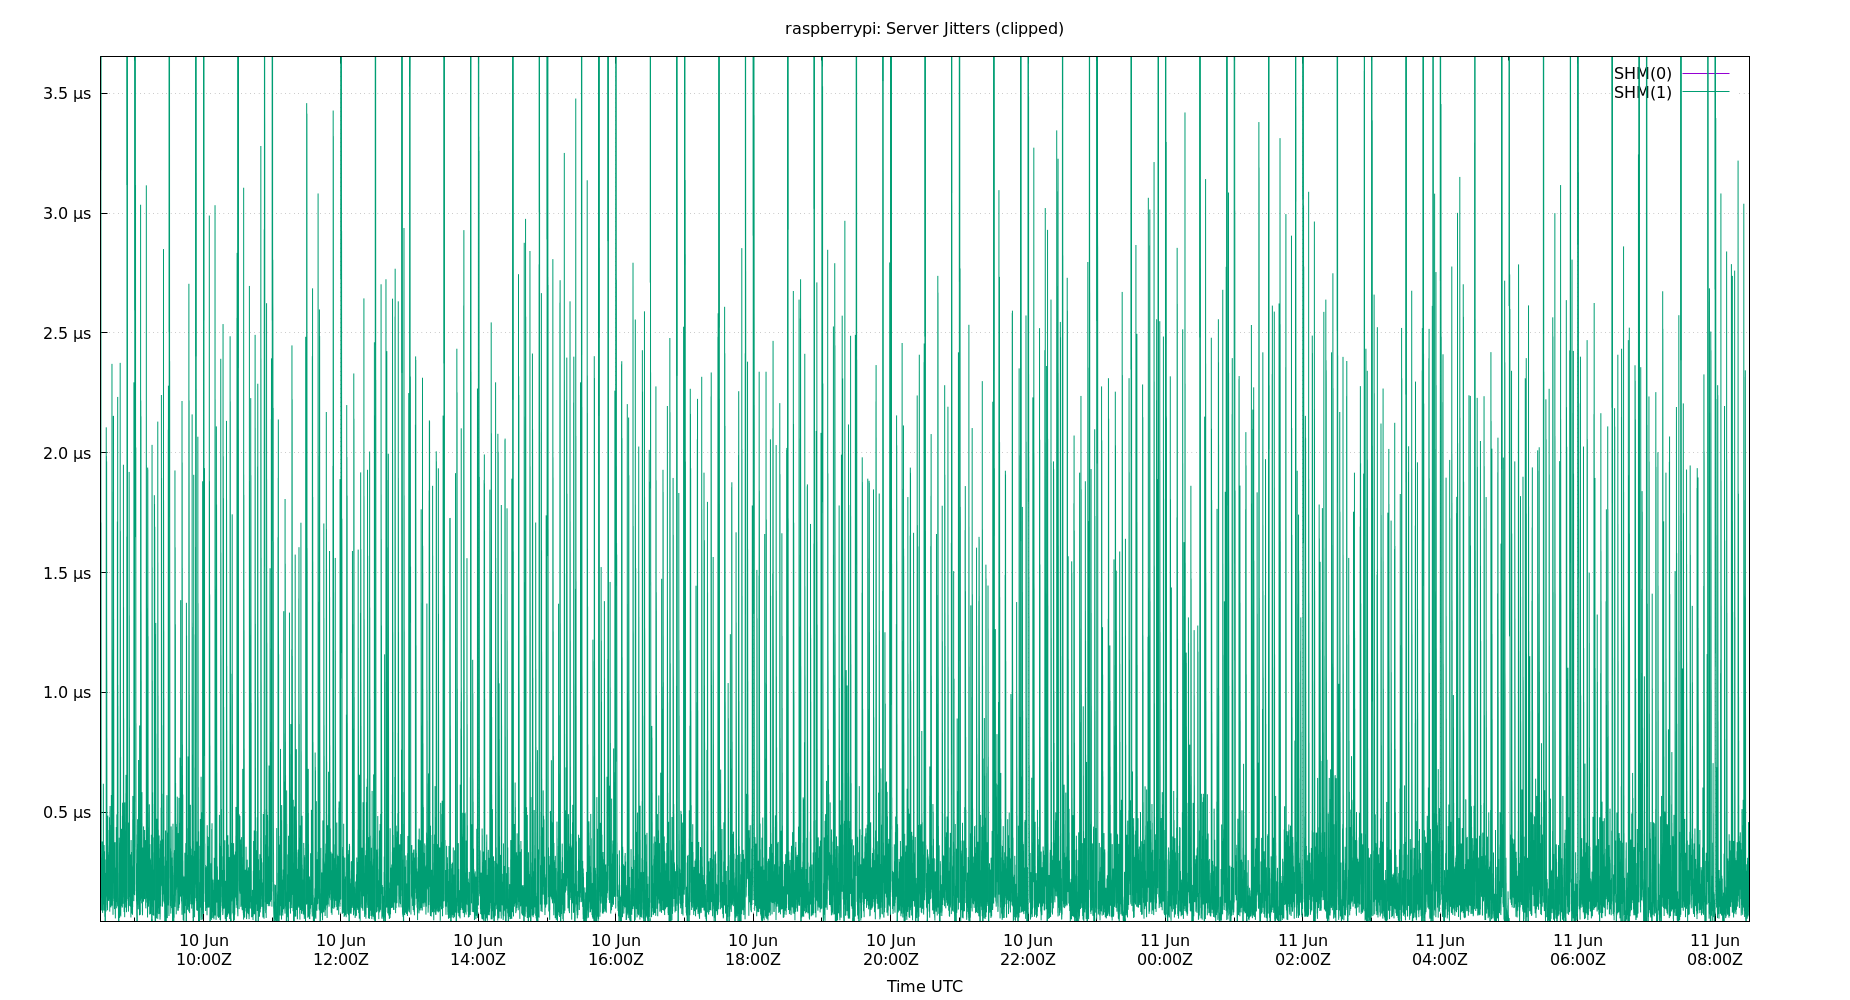 raspberrypi: Server Jitters (clipped)
SHM(0)
SHM(1)
3.5 µs
3.0 µs
2.5 µs
2.0 µs
1.5 µs
1.0 µs
0.5 µs
10 Jun 10 Jun 10 Jun 10 Jun 10 Jun 10 Jun 10 Jun 11 Jun 11 Jun 11 Jun 11 Jun 11 Jun
10:00Z 12:00Z 14:00Z 16:00Z 18:00Z 20:00Z 22:00Z 00:00Z 02:00Z 04:00Z 06:00Z 08:00Z
Time UTC